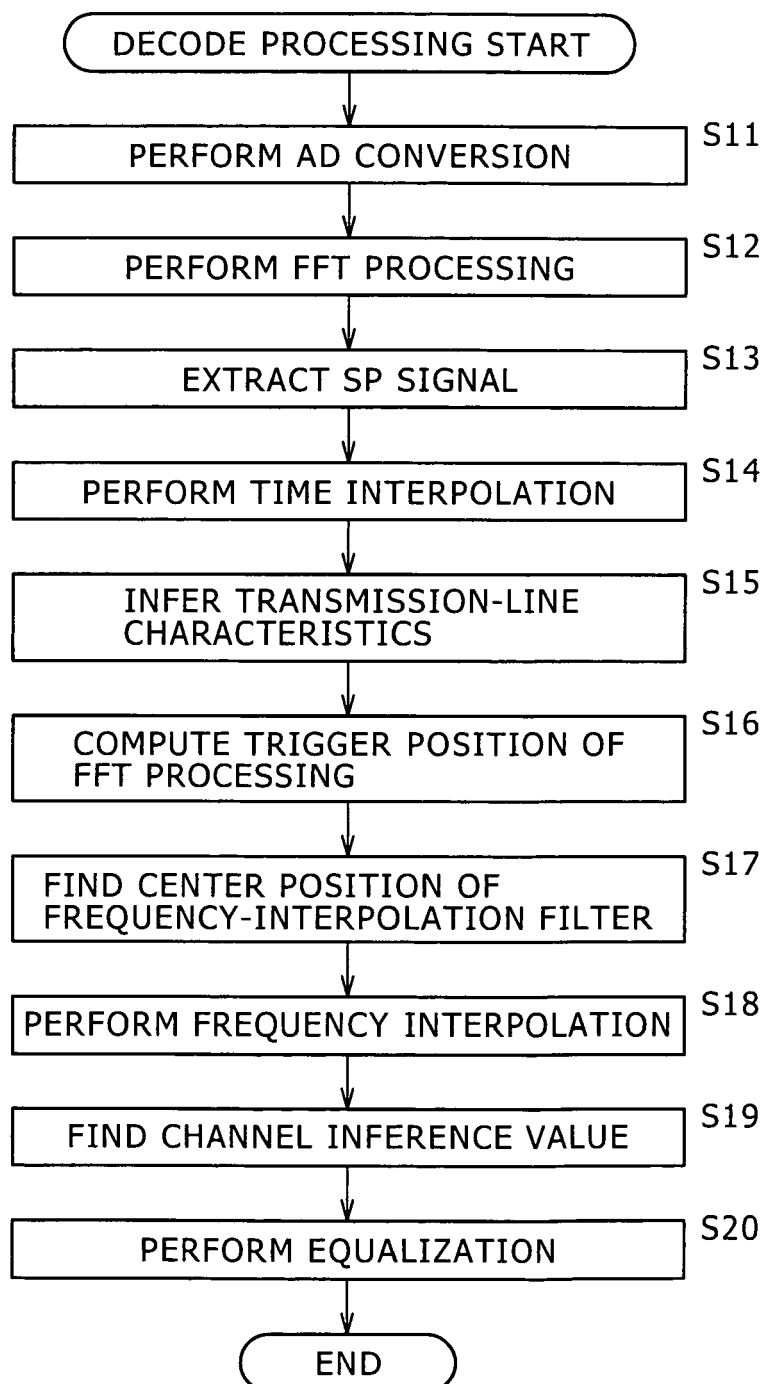 DECODE PROCESSING START
S11
PERFORM AD CONVERSION
S12
PERFORM FFT PROCESSING
S13
EXTRACT SP SIGNAL
S14
PERFORM TIME INTERPOLATION
S15
INFER TRANSMISSION-LINE
CHARACTERISTICS
S16
COMPUTE TRIGGER POSITION OF
FFT PROCESSING
S17
FIND CENTER POSITION OF
FREQUENCY-INTERPOLATION FILTER
S18
PERFORM FREQUENCY INTERPOLATION
S19
FIND CHANNEL INFERENCE VALUE
S20
PERFORM EQUALIZATION
END